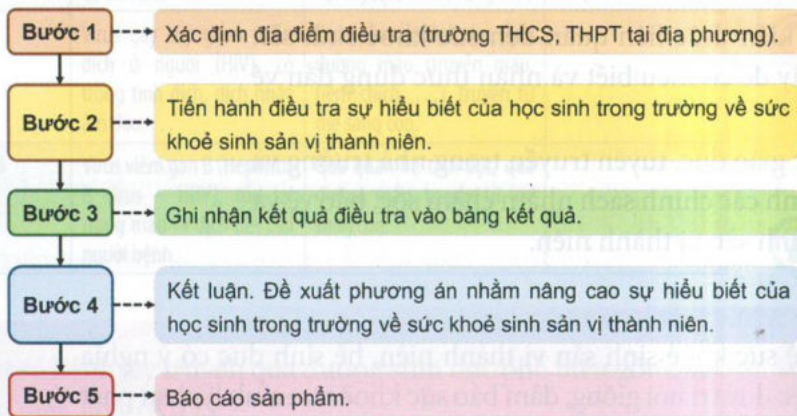 Bước 1
Xác định địa điểm điều tra (trường THCS, THPT tại địa phương).
Bước 2
Tiến hành điều tra sự hiểu biết của học sinh trong trường về sức
khoẻ sinh sản vị thành niên.
Bước 3
Ghi nhận kết quả điều tra vào bảng kết quả.
Bước 4
Kết luận. Đề xuất phương án nhằm nâng cao sự hiểu biết của
học sinh trong trường về sức khoẻ sinh sản vị thành niên.
Bước 5
Báo cáo sản phẩm.